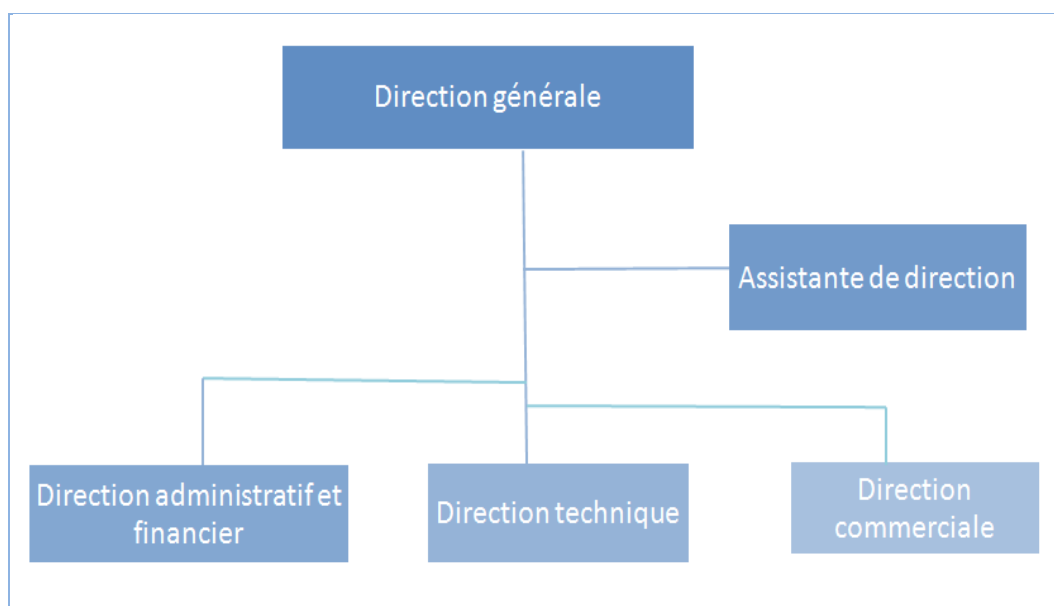 Direction générale
Assistante de direction
Direction administratif et
financier
Direction technique
Direction
commerciale